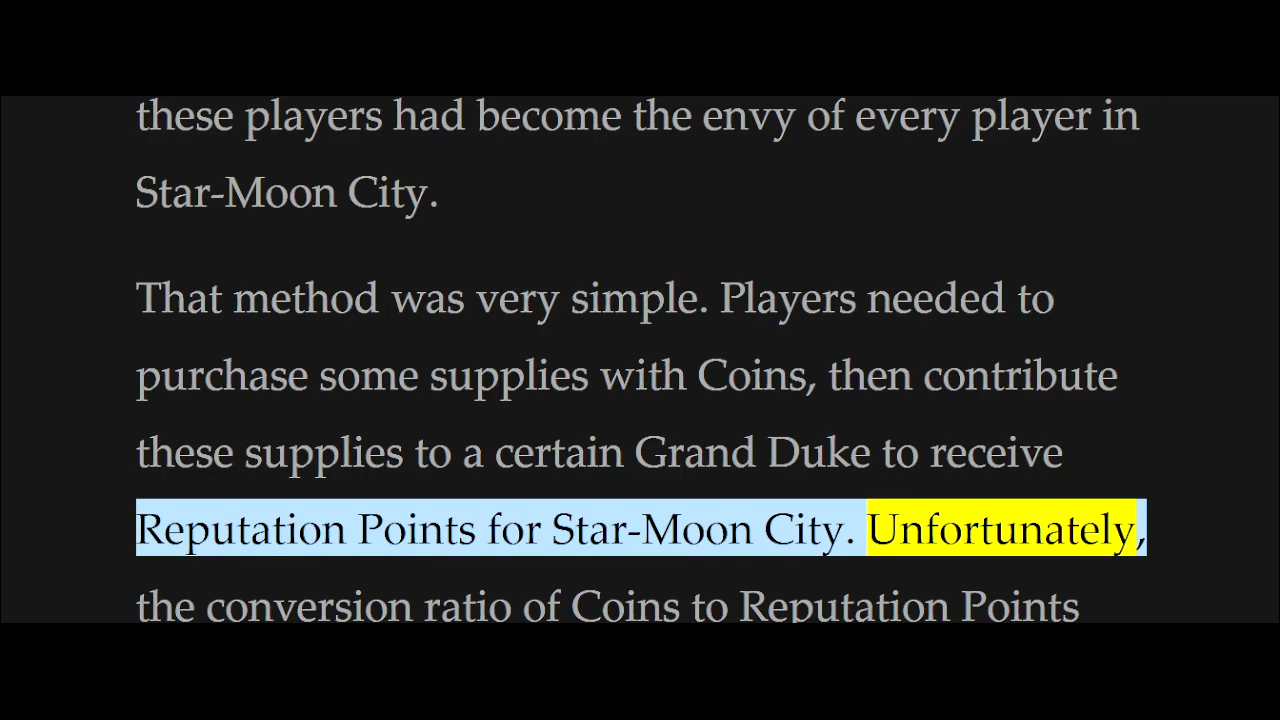 these players had become the envy of every player in
Star-Moon City.
That method was very simple. Players needed to
purchase some supplies with Coins, then contribute
these supplies to a certain Grand Duke to receive
Reputation Points for Star-Moon City. Unfortunately,
the conversion ratio of Coins to Reputation Points